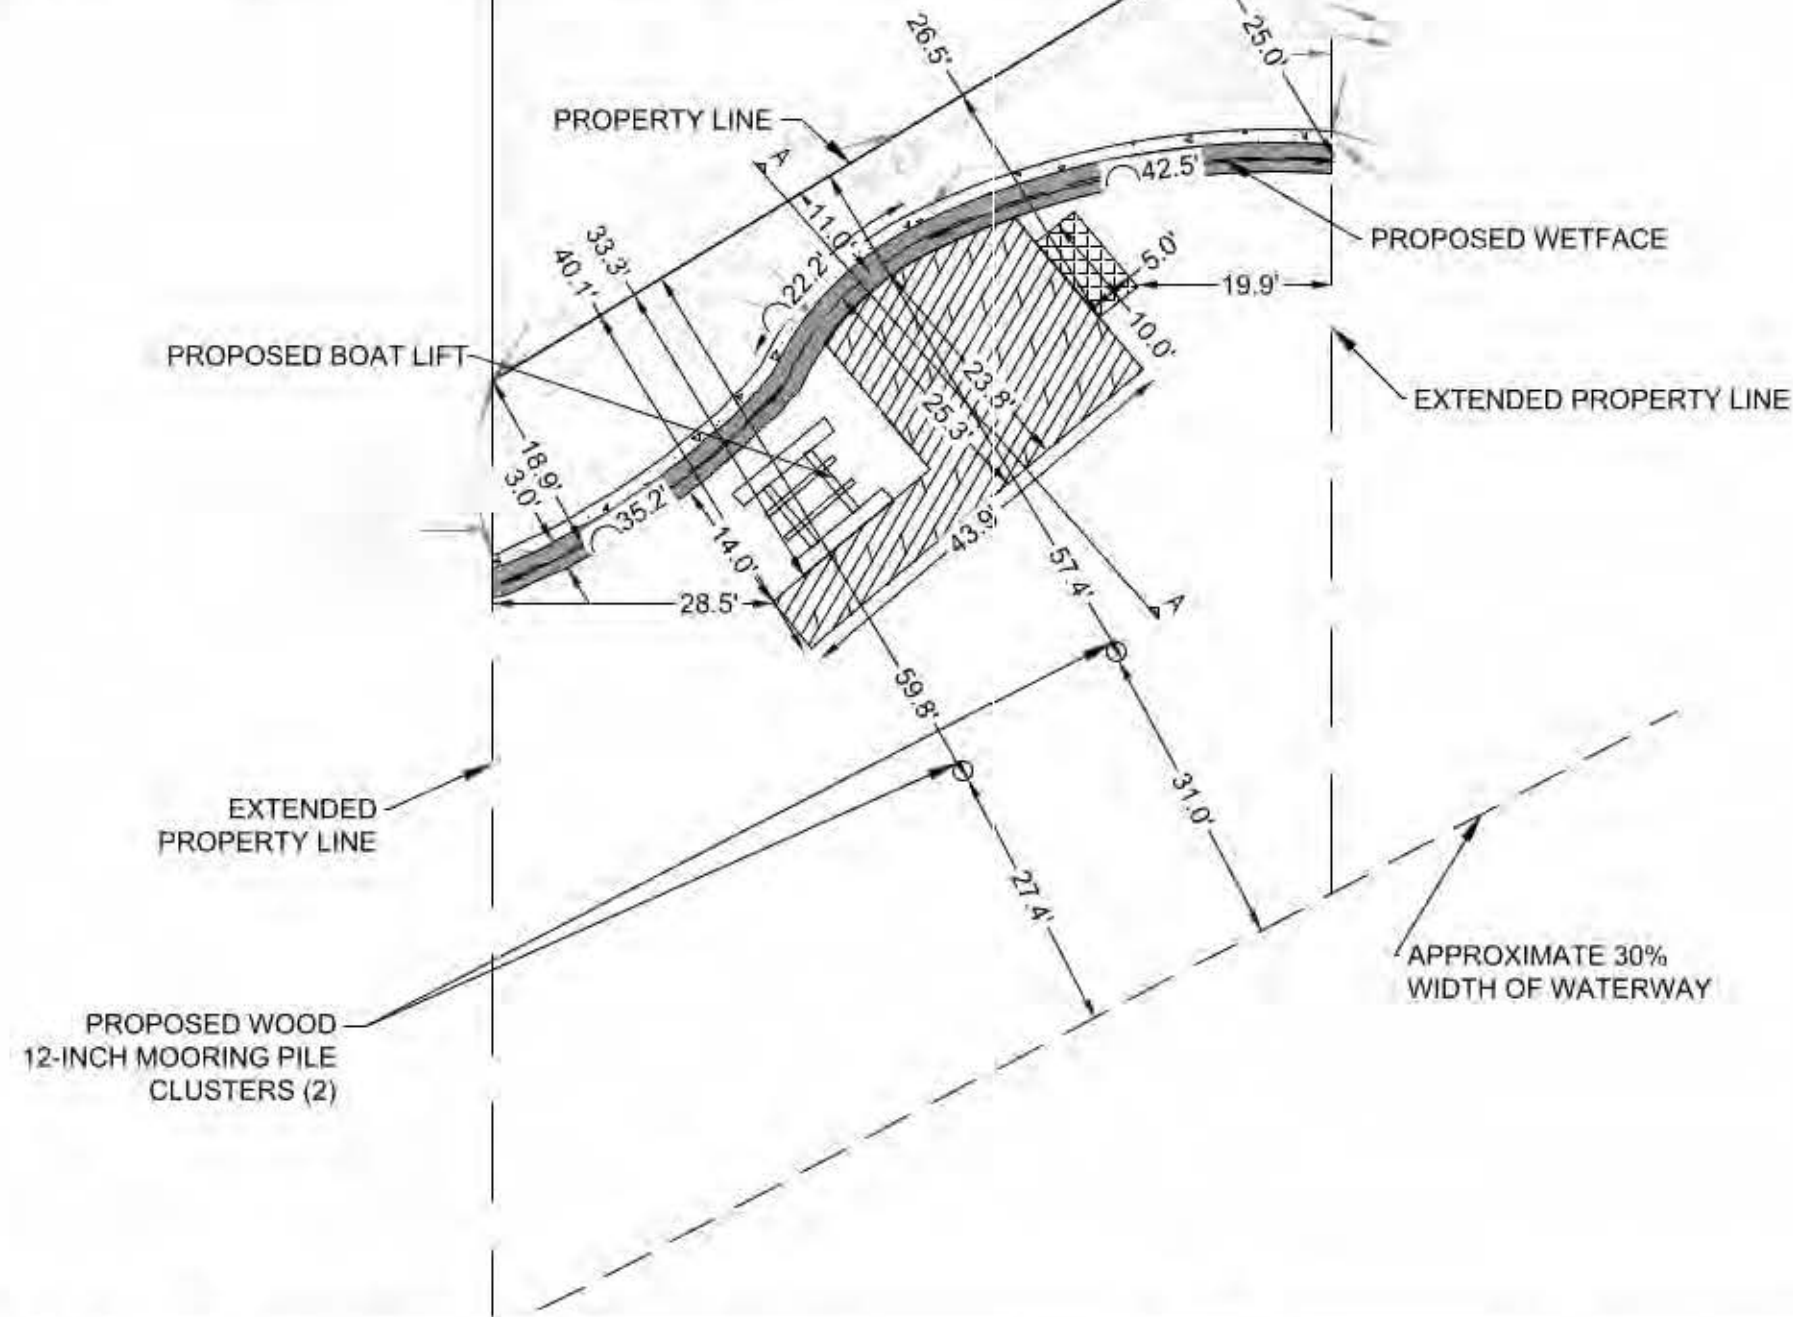 26.5'
25.0'
PROPERTY LINE
A
42.5'
11.0'
33.3'
40.1'
22.2'
PROPOSED WETFACE
5.0'
19.9'
10.0'
PROPOSED BOAT LIFT
23.8'
25.3'
EXTENDED PROPERTY LINE
18.9'
3.0'
35.2'
14.0'
43.9'
57.4'
28.5'
A
59.8'
31.0'
EXTENDED
PROPERTY LINE
27.4'
APPROXIMATE 30%
WIDTH OF WATERWAY
PROPOSED WOOD
12-INCH MOORING PILE
CLUSTERS (2)